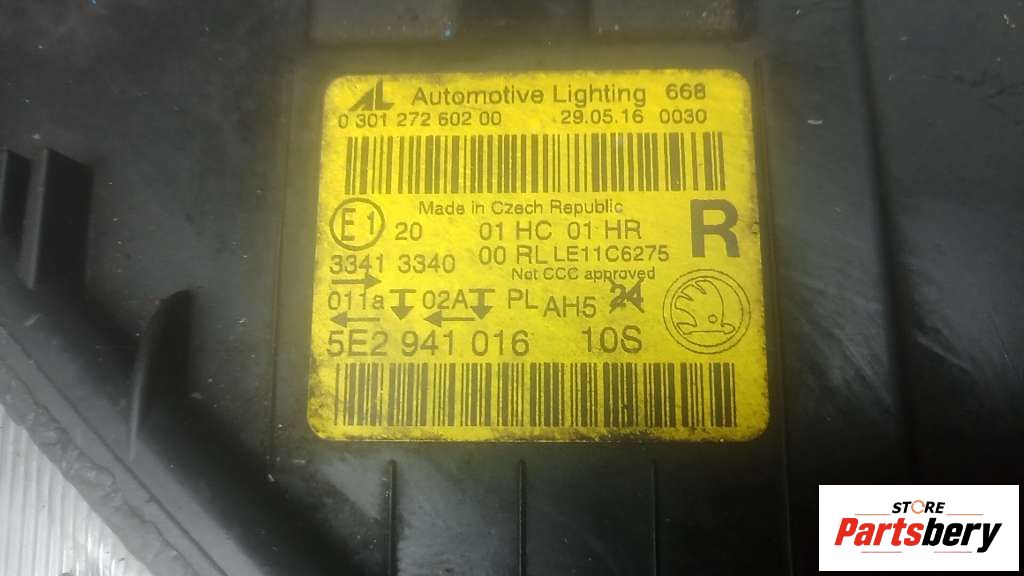 AL Automotive Lighting 668
0 301 272 602 00 29.05.16 0030
Made in Czech Republic
E1 20 01 HC 01 HR R
3341 3340 00 RL LE11C6275
Not CCC approved
011a 02A PL AH5 24
5E2 941 016 10S
STORE
Partsbery